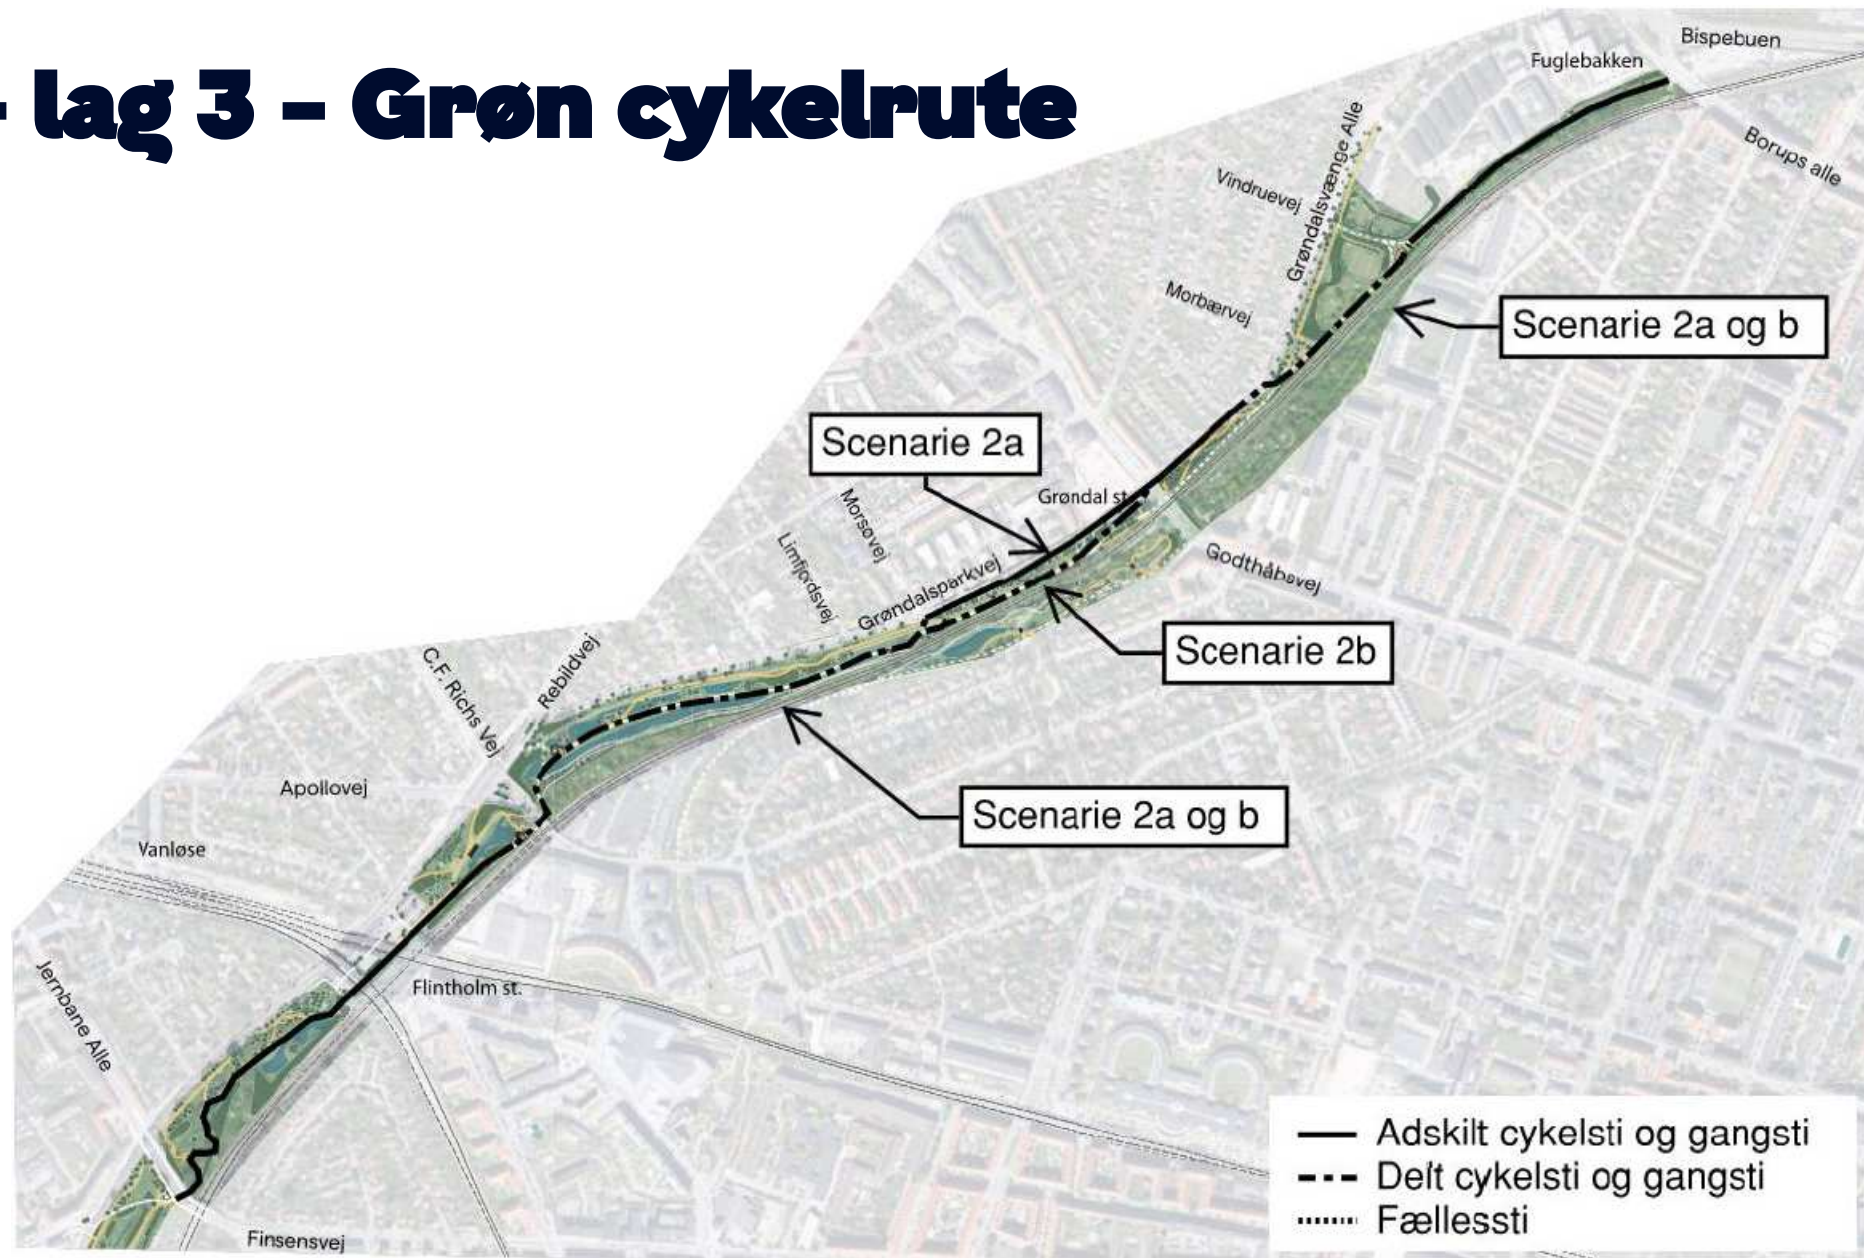 - lag 3 – Grøn cykelrute
Bispebuen
Fuglebakken
Borups alle
Grøndalsvænge Alle
Vindruevej
Morbærvej
Scenarie 2a og b
Scenarie 2a
Grøndal st.
Morsøvej
Limfjordsvej
Grøndalsparkvej
Godthåbsvej
Scenarie 2b
Rebildvej
C.F. Richs Vej
Apollovej
Scenarie 2a og b
Vanløse
Flintholm st.
Jernbane Alle
Finsensvej
Adskilt cykelsti og gangsti
Delt cykelsti og gangsti
Fællessti